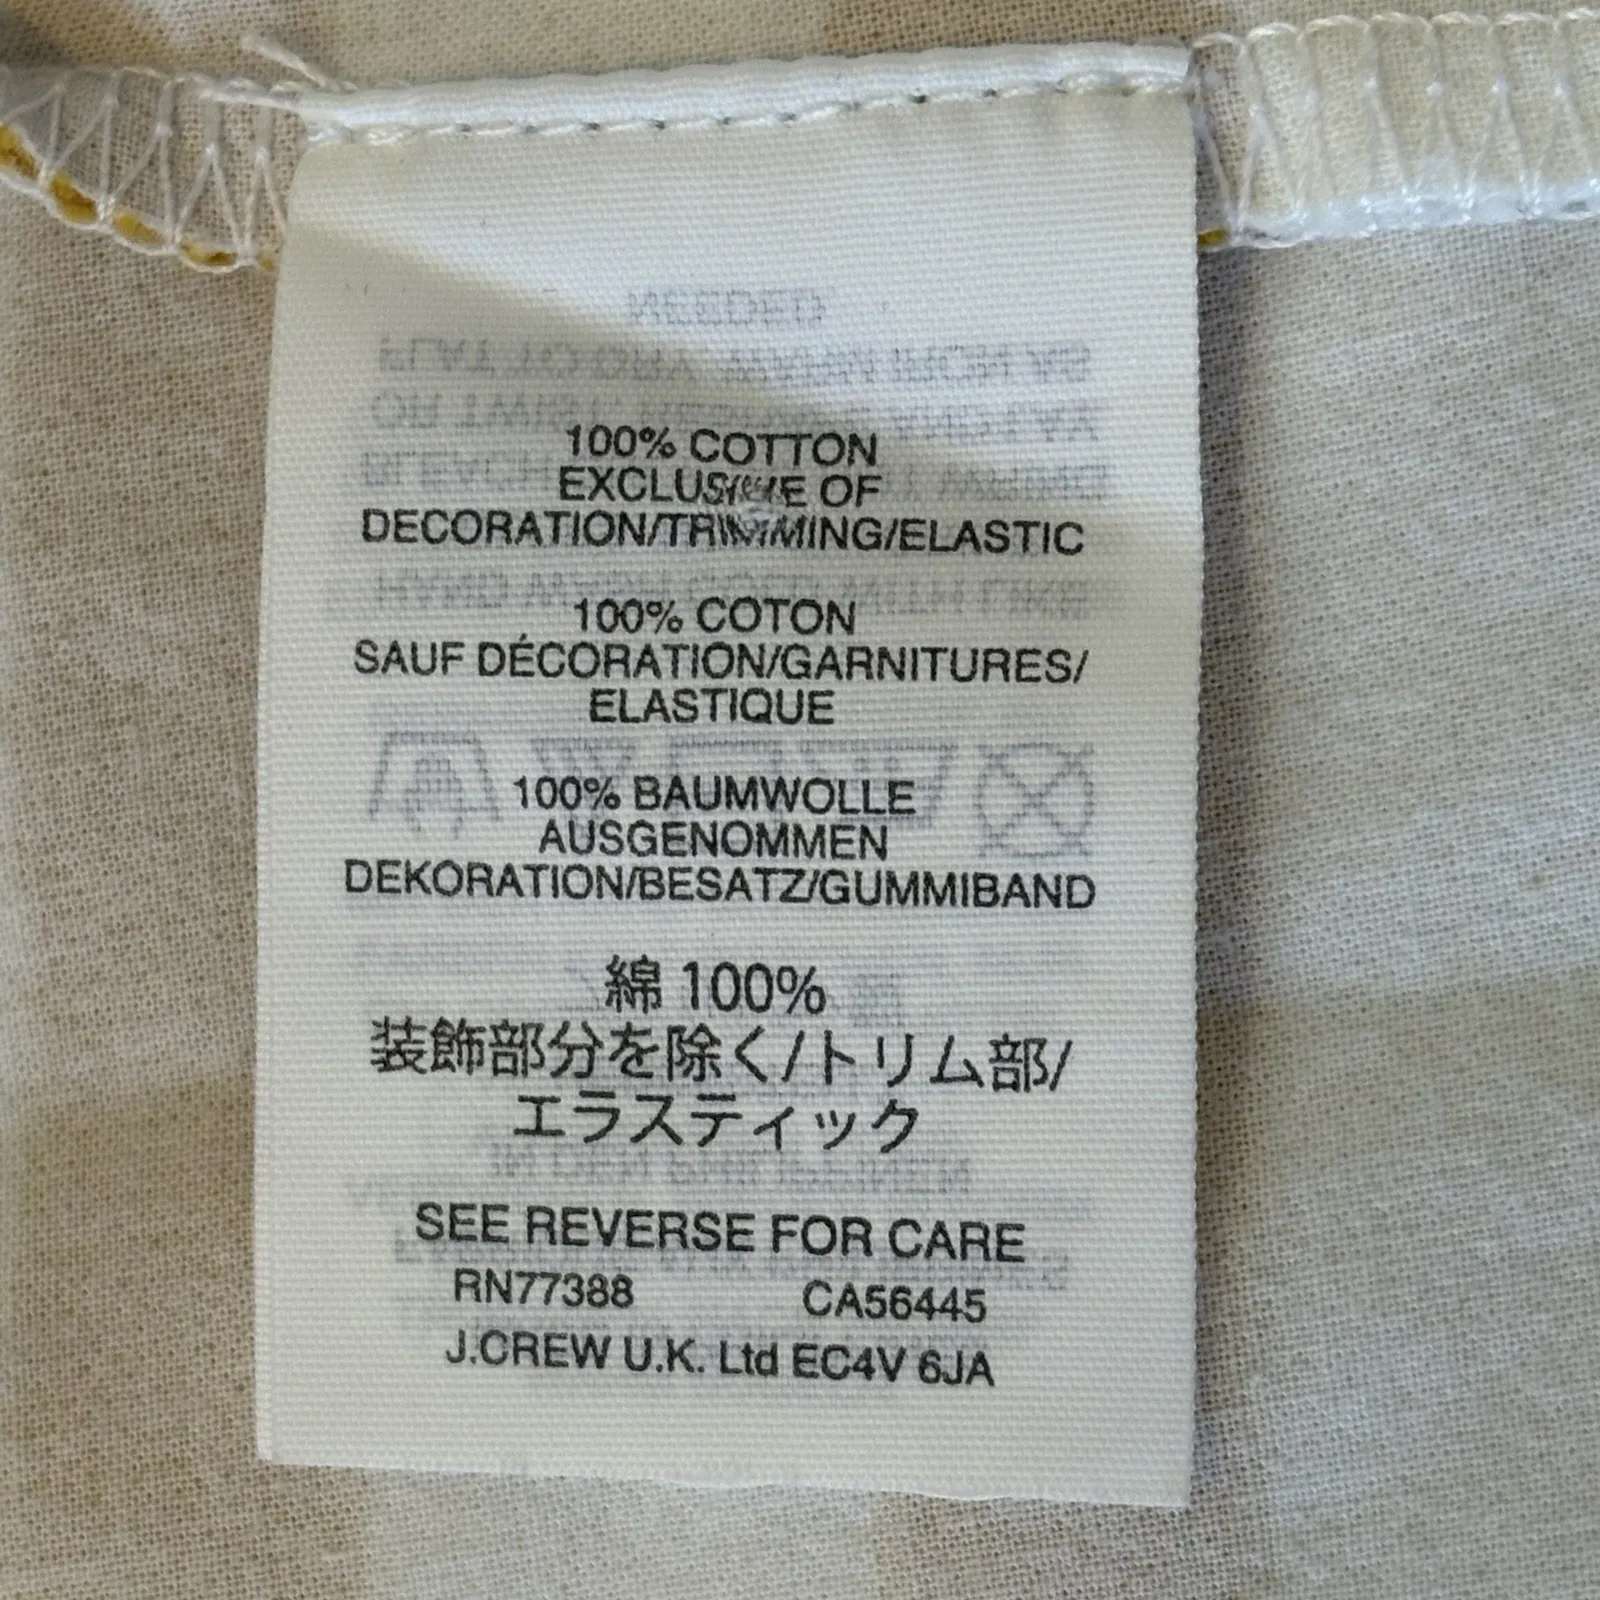 100% COTTON
EXCLUSIVE OF
DECORATION/TRIMMING/ELASTIC
100% COTON
SAUF DÉCORATION/GARNITURES/
ELASTIQUE
100% BAUMWOLLE
AUSGENOMMEN
DEKORATION/BESATZ/GUMMIBAND
綿 100%
装飾部分を除く/トリム部/
エラスティック
SEE REVERSE FOR CARE
RN77388 CA56445
J.CREW U.K. Ltd EC4V 6JA